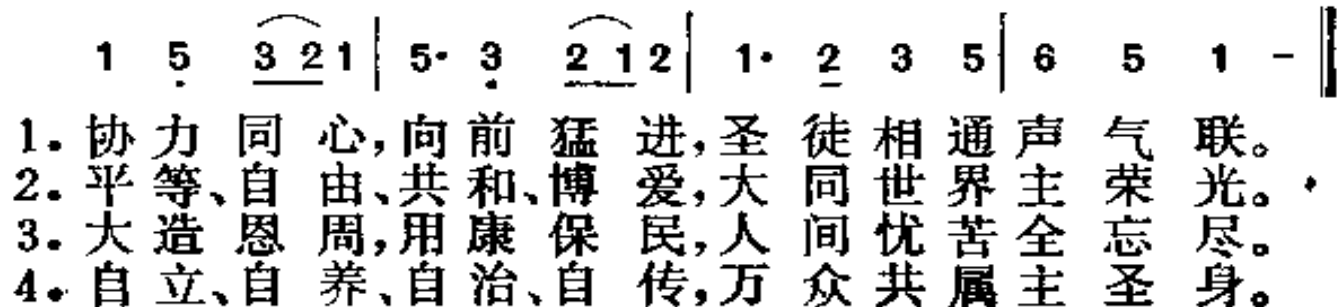 1 5 3 2 1 | 5· 3 2 1 2 | 1· 2 3 5 | 6 5 1 - ‖
1. 协力同心,向前猛进,圣徒相通声气联。
2. 平等、自由、共和、博爱,大同世界主荣光。
3. 大造恩周,用康保民,人间忧苦全忘尽。
4. 自立、自养、自治、自传,万众共属主圣身。